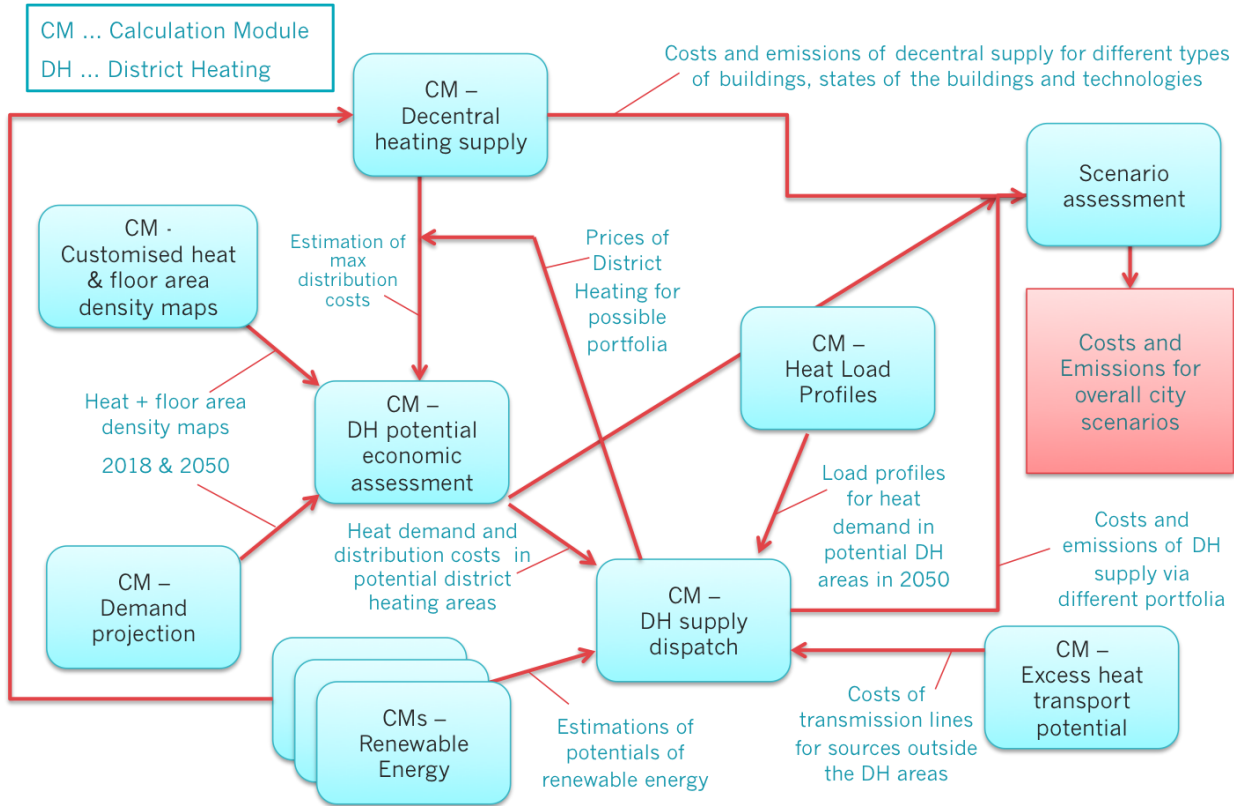 CM ... Calculation Module
DH ... District Heating
CM –
Decentral
heating supply
Costs and emissions of decentral supply for different types
of buildings, states of the buildings and technologies
Scenario
assessment
CM -
Customised heat
& floor area
density maps
Estimation of
max
distribution
costs
Prices of
District
Heating for
possible
portfolia
CM –
Heat Load
Profiles
Costs and
Emissions for
overall city
scenarios
Heat + floor area
density maps
2018 & 2050
CM –
DH potential
economic
assessment
Load profiles
for heat
demand in
potential DH
areas in 2050
Heat demand and
distribution costs in
potential district
heating areas
Costs and
emissions of DH
supply via
different portfolia
CM –
Demand
projection
CM –
DH supply
dispatch
CM –
Excess heat
transport
potential
CMs –
Renewable
Energy
Estimations of
potentials of
renewable energy
Costs of
transmission lines
for sources outside
the DH areas